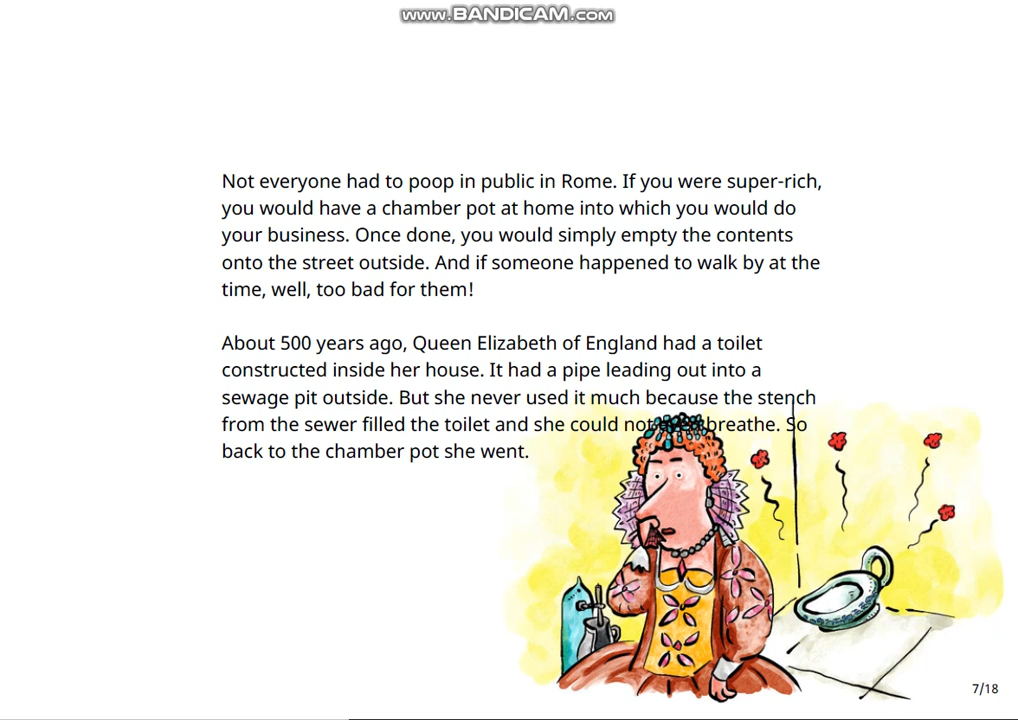 www.BANDICAM.com
Not everyone had to poop in public in Rome. If you were super-rich,
you would have a chamber pot at home into which you would do
your business. Once done, you would simply empty the contents
onto the street outside. And if someone happened to walk by at the
time, well, too bad for them!
About 500 years ago, Queen Elizabeth of England had a toilet
constructed inside her house. It had a pipe leading out into a
sewage pit outside. But she never used it much because the stench
from the sewer filled the toilet and she could not even breathe. So
back to the chamber pot she went.
7/18